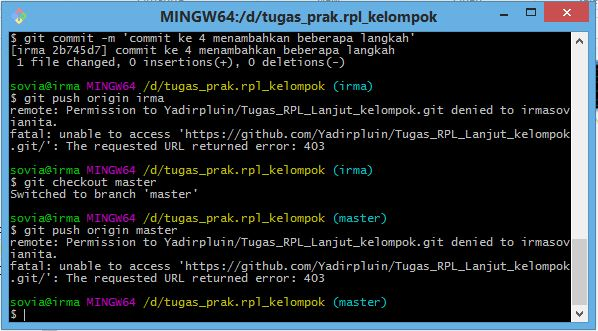 MINGW64:/d/tugas_prak.rpl_kelompok
$ git commit -m 'commit ke 4 menambahkan beberapa langkah'
[irma 2b745d7] commit ke 4 menambahkan beberapa langkah
 1 file changed, 0 insertions(+), 0 deletions(-)
sovia@irma MINGW64 /d/tugas_prak.rpl_kelompok (irma)
$ git push origin irma
remote: Permission to Yadirpluin/Tugas_RPL_Lanjut_kelompok.git denied to irmasov
ianita.
fatal: unable to access 'https://github.com/Yadirpluin/Tugas_RPL_Lanjut_kelompok
.git/': The requested URL returned error: 403
sovia@irma MINGW64 /d/tugas_prak.rpl_kelompok (irma)
$ git checkout master
Switched to branch 'master'
sovia@irma MINGW64 /d/tugas_prak.rpl_kelompok (master)
$ git push origin master
remote: Permission to Yadirpluin/Tugas_RPL_Lanjut_kelompok.git denied to irmasov
ianita.
fatal: unable to access 'https://github.com/Yadirpluin/Tugas_RPL_Lanjut_kelompok
.git/': The requested URL returned error: 403
sovia@irma MINGW64 /d/tugas_prak.rpl_kelompok (master)
$